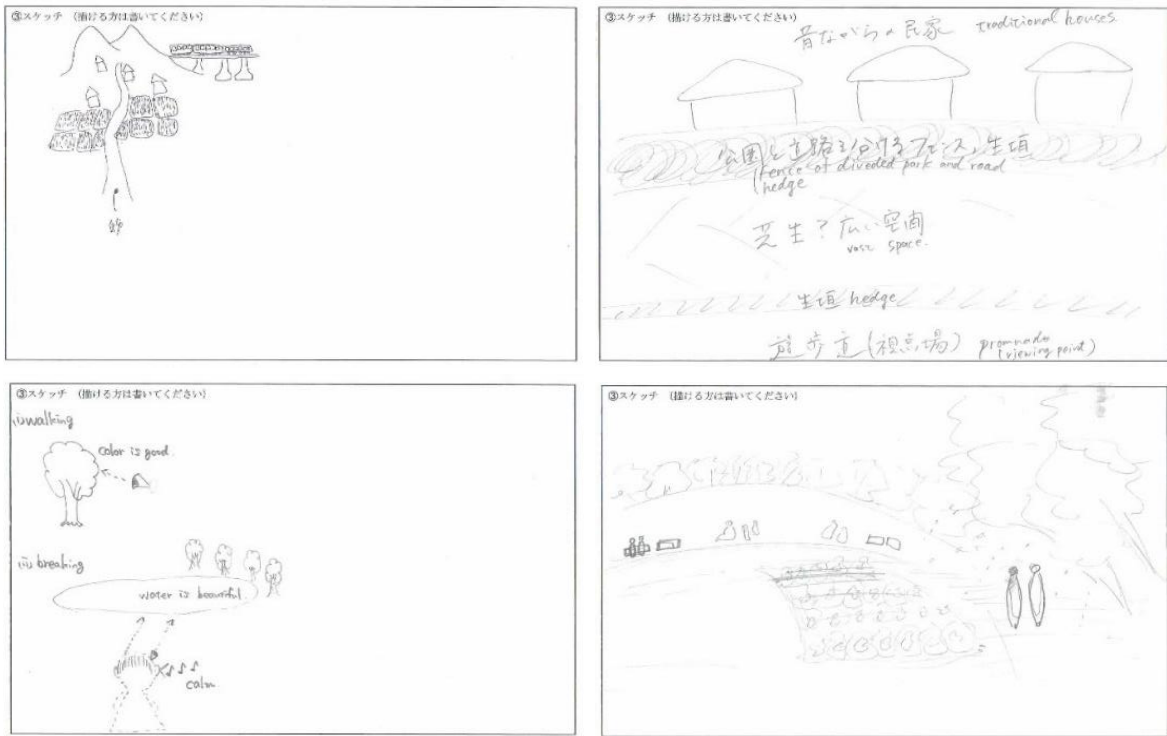 ③スケッチ (描ける方は書いてください)
③スケッチ (描ける方は書いてください)
昔ながらの民家 traditional houses
公園と道路を分けるフェンス、生垣
fence of diveded park and road
hedge
芝生?広い空間
vast space.
生垣 hedge
遊歩道(視点場) promnade
(viewing point)
③スケッチ (描ける方は書いてください)
walking
color is good.
breaking
water is beautiful
calm
③スケッチ (描ける方は書いてください)